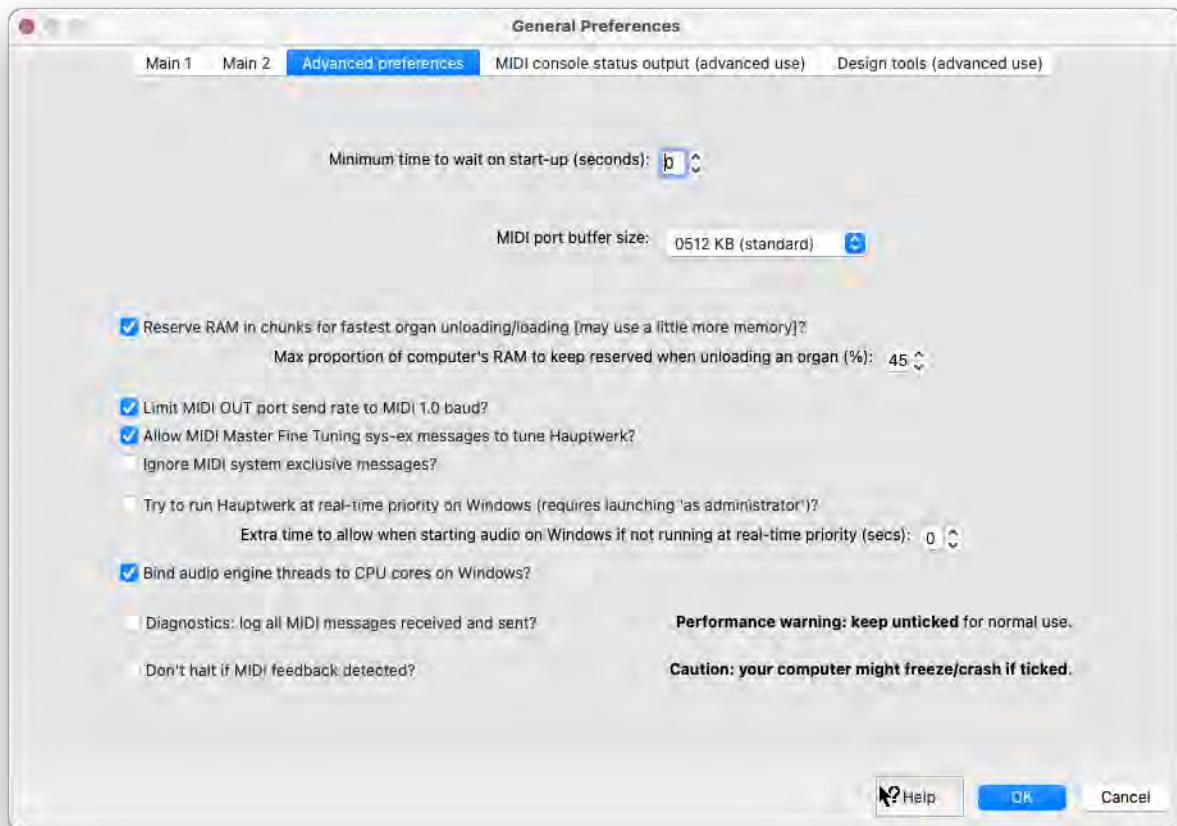 General Preferences
Main 1 Main 2 Advanced preferences MIDI console status output (advanced use) Design tools (advanced use)
Minimum time to wait on start-up (seconds): 0
MIDI port buffer size: 0512 KB (standard)
Reserve RAM in chunks for fastest organ unloading/loading [may use a little more memory]?
Max proportion of computer's RAM to keep reserved when unloading an organ (%): 45
Limit MIDI OUT port send rate to MIDI 1.0 baud?
Allow MIDI Master Fine Tuning sys-ex messages to tune Hauptwerk?
Ignore MIDI system exclusive messages?
Try to run Hauptwerk at real-time priority on Windows (requires launching 'as administrator')?
Extra time to allow when starting audio on Windows if not running at real-time priority (secs): 0
Bind audio engine threads to CPU cores on Windows?
Diagnostics: log all MIDI messages received and sent? Performance warning: keep unticked for normal use.
Don't halt if MIDI feedback detected? Caution: your computer might freeze/crash if ticked.
Help OK Cancel